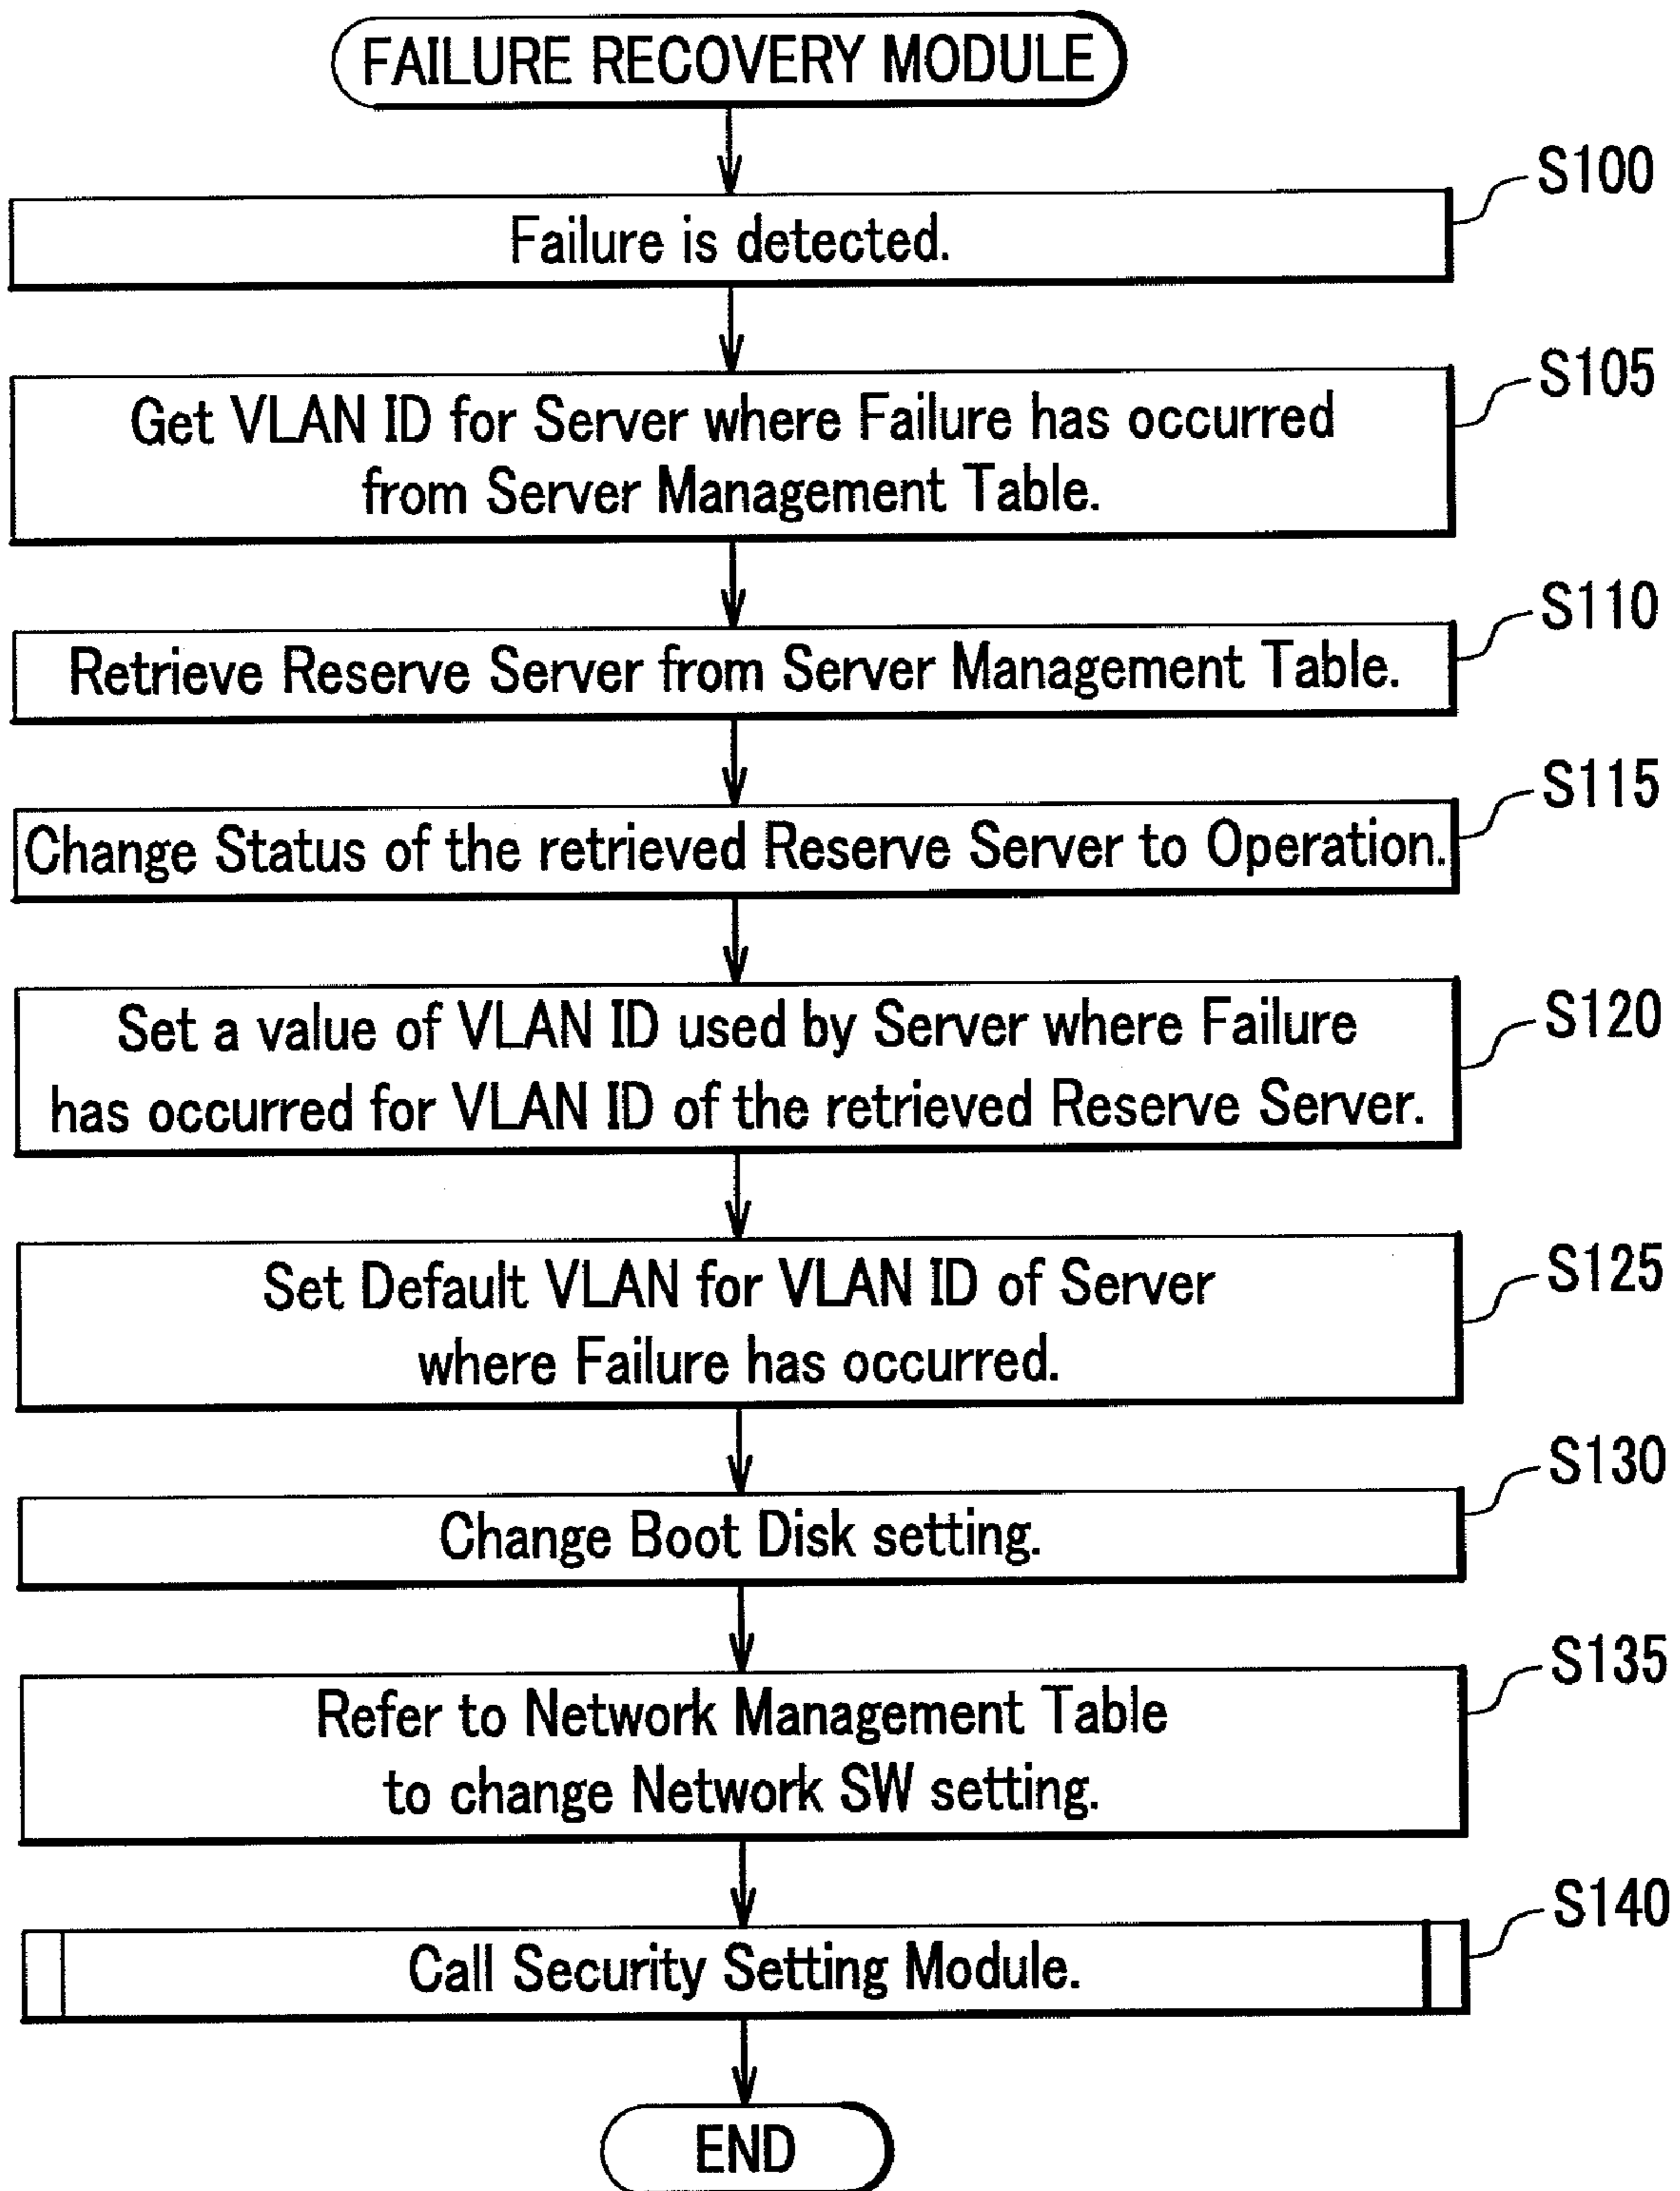 FAILURE RECOVERY MODULE
S100
Failure is detected.
S105
Get VLAN ID for Server where Failure has occurred
from Server Management Table.
S110
Retrieve Reserve Server from Server Management Table.
S115
Change Status of the retrieved Reserve Server to Operation.
S120
Set a value of VLAN ID used by Server where Failure
has occurred for VLAN ID of the retrieved Reserve Server.
S125
Set Default VLAN for VLAN ID of Server
where Failure has occurred.
S130
Change Boot Disk setting.
S135
Refer to Network Management Table
to change Network SW setting.
S140
Call Security Setting Module.
END